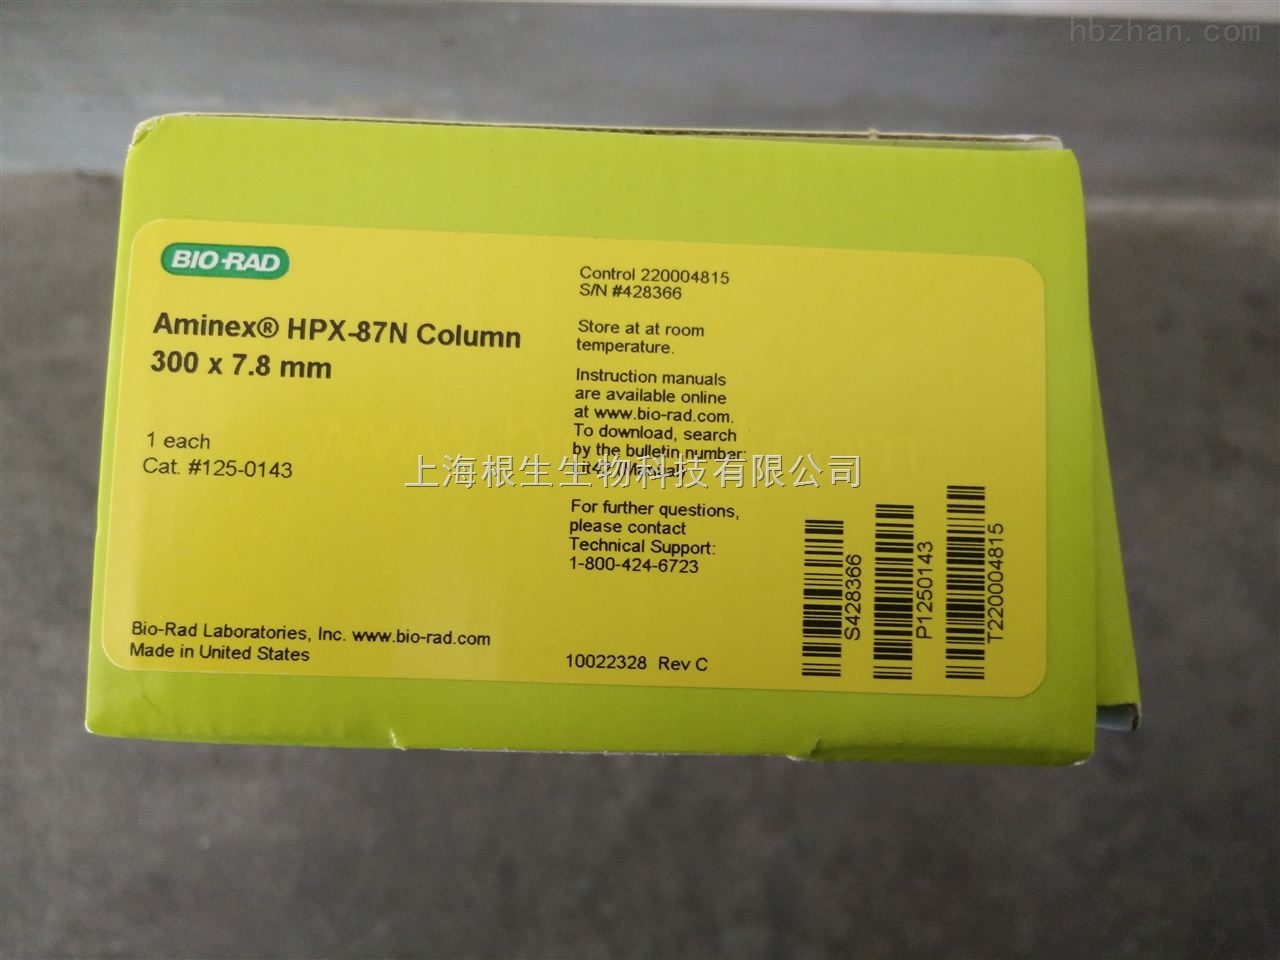 hbzhan.com
BIO-RAD
Aminex® HPX-87N Column
300 x 7.8 mm
1 each
Cat. #125-0143
Bio-Rad Laboratories, Inc. www.bio-rad.com
Made in United States
Control 220004815
S/N #428366
Store at at room
temperature.
Instruction manuals
are available online
at www.bio-rad.com.
To download, search
by the bulletin number:
上海根生生物科技有限公司
For further questions,
please contact
Technical Support:
1-800-424-6723
10022328 Rev C
S428366
P1250143
T220004815